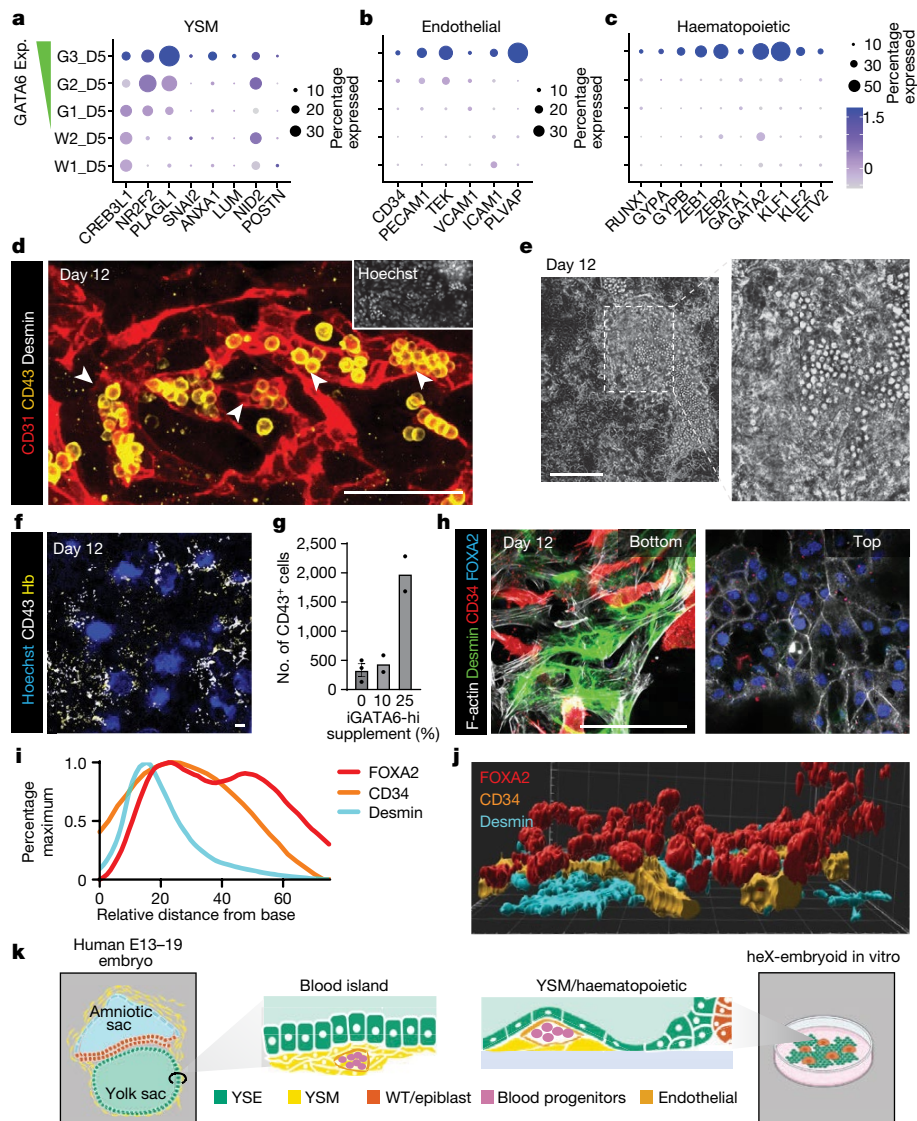 a
YSM
GATA6 Exp.
G3_D5
G2_D5
G1_D5
W2_D5
W1_D5
CREB3L1
NR2F2
PLAGL1
SNAI2
ANXA1
LUM
NID2
POSTN
10
20
30
Percentage expressed
b
Endothelial
CD34
PECAM1
TEK
VCAM1
ICAM1
PLVAP
10
20
30
Percentage expressed
c
Haematopoietic
RUNX1
GYPA
GYPB
ZEB1
ZEB2
GATA1
GATA2
KLF1
KLF2
ETV2
10
30
50
Percentage expressed
1.5
0
d
CD31 CD43 Desmin
Day 12
Hoechst
e
Day 12
f
Hoechst CD43 Hb
Day 12
g
No. of CD43+ cells
2,500
2,000
1,500
1,000
500
0
0 10 25
iGATA6-hi
supplement (%)
h
F-actin Desmin CD34 FOXA2
Day 12
Bottom
Top
i
Percentage
maximum
1.0
0.5
0
0 20 40 60
Relative distance from base
FOXA2
CD34
Desmin
j
FOXA2
CD34
Desmin
k
Human E13–19
embryo
Amniotic
sac
Yolk sac
Blood island
YSM/haematopoietic
heX-embryoid in vitro
YSE
YSM
WT/epiblast
Blood progenitors
Endothelial